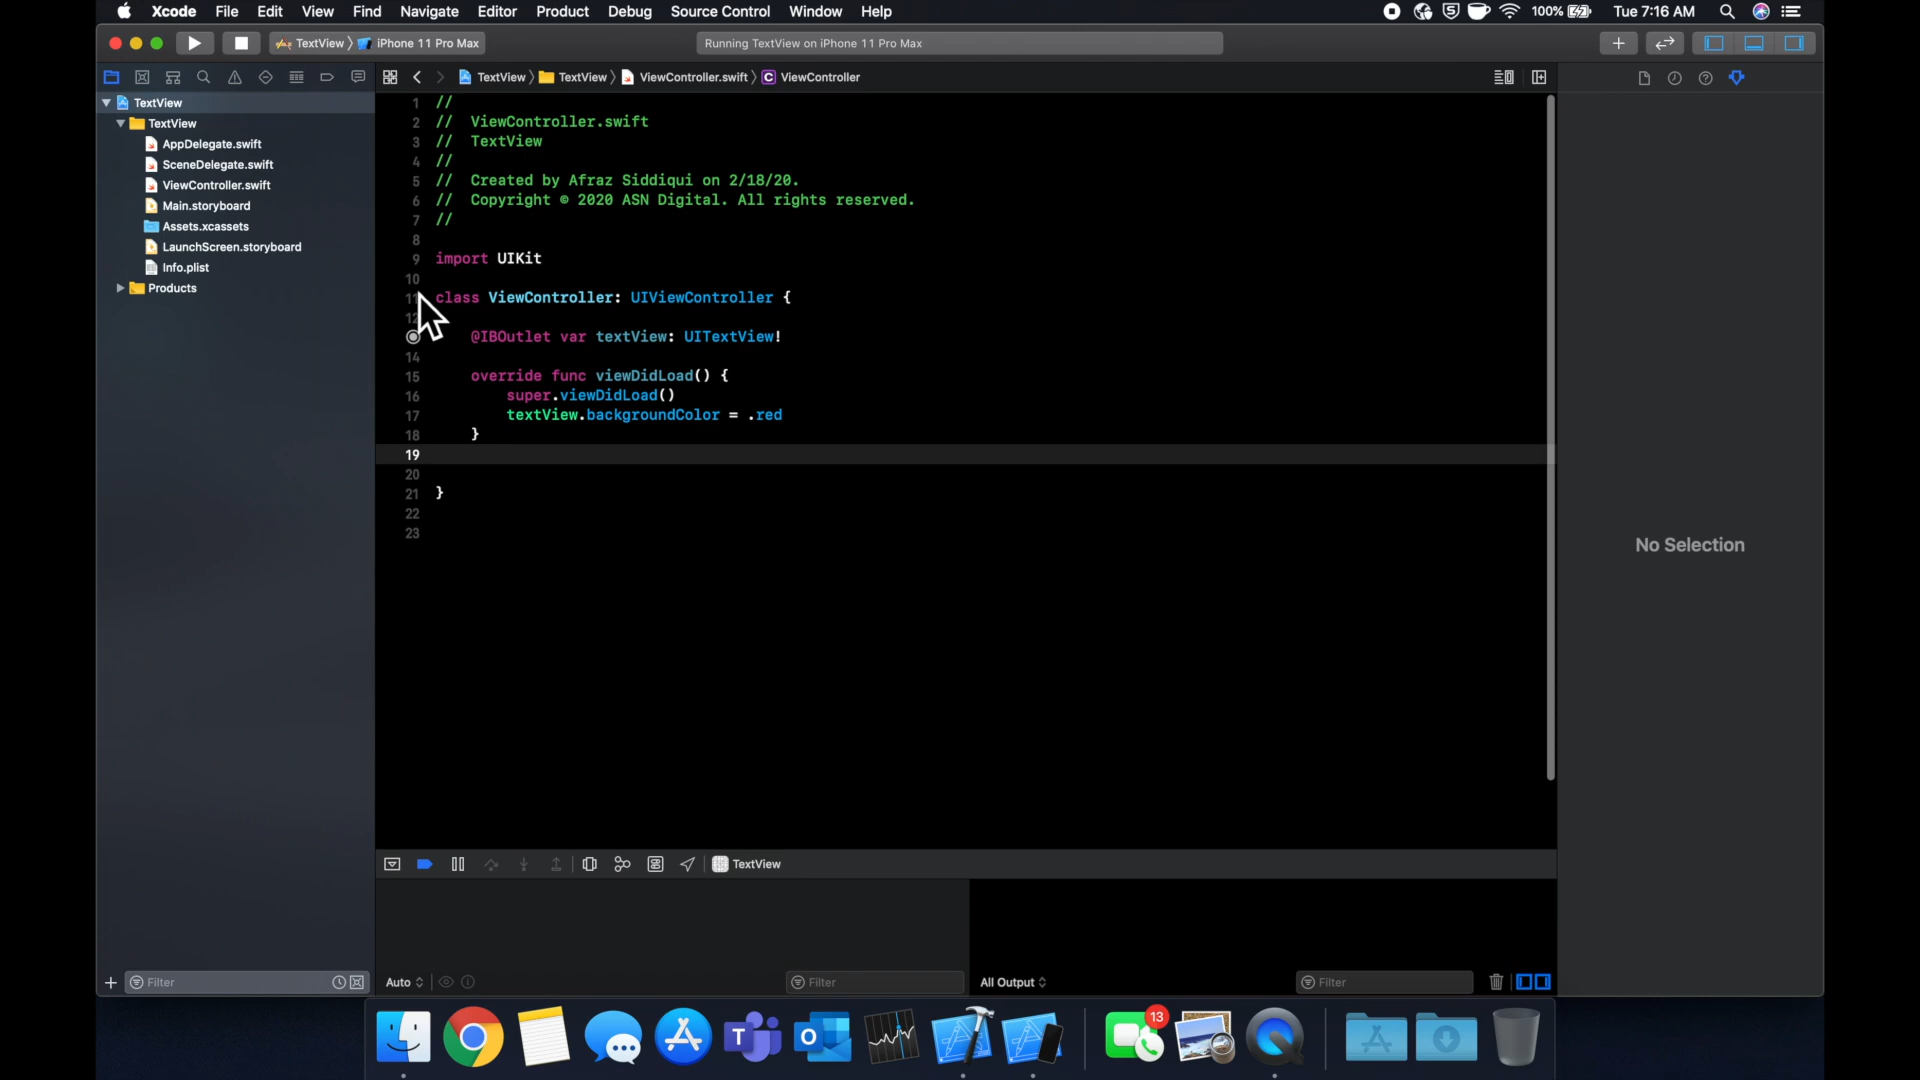 Xcode File Edit View Find Navigate Editor Product Debug Source Control Window Help 100% Tue 7:16 AM
TextView iPhone 11 Pro Max Running TextView on iPhone 11 Pro Max
TextView TextView ViewController.swift C ViewController
TextView
TextView
AppDelegate.swift
SceneDelegate.swift
ViewController.swift
Main.storyboard
Assets.xcassets
LaunchScreen.storyboard
Info.plist
Products
1 //
2 // ViewController.swift
3 // TextView
4 //
5 // Created by Afraz Siddiqui on 2/18/20.
6 // Copyright © 2020 ASN Digital. All rights reserved.
7 //
8
9 import UIKit
10
11 class ViewController: UIViewController {
12
@IBOutlet var textView: UITextView!
14
15 override func viewDidLoad() {
16 super.viewDidLoad()
17 textView.backgroundColor = .red
18 }
19
20
21 }
22
23
No Selection
TextView
Filter
Auto Filter All Output Filter
13